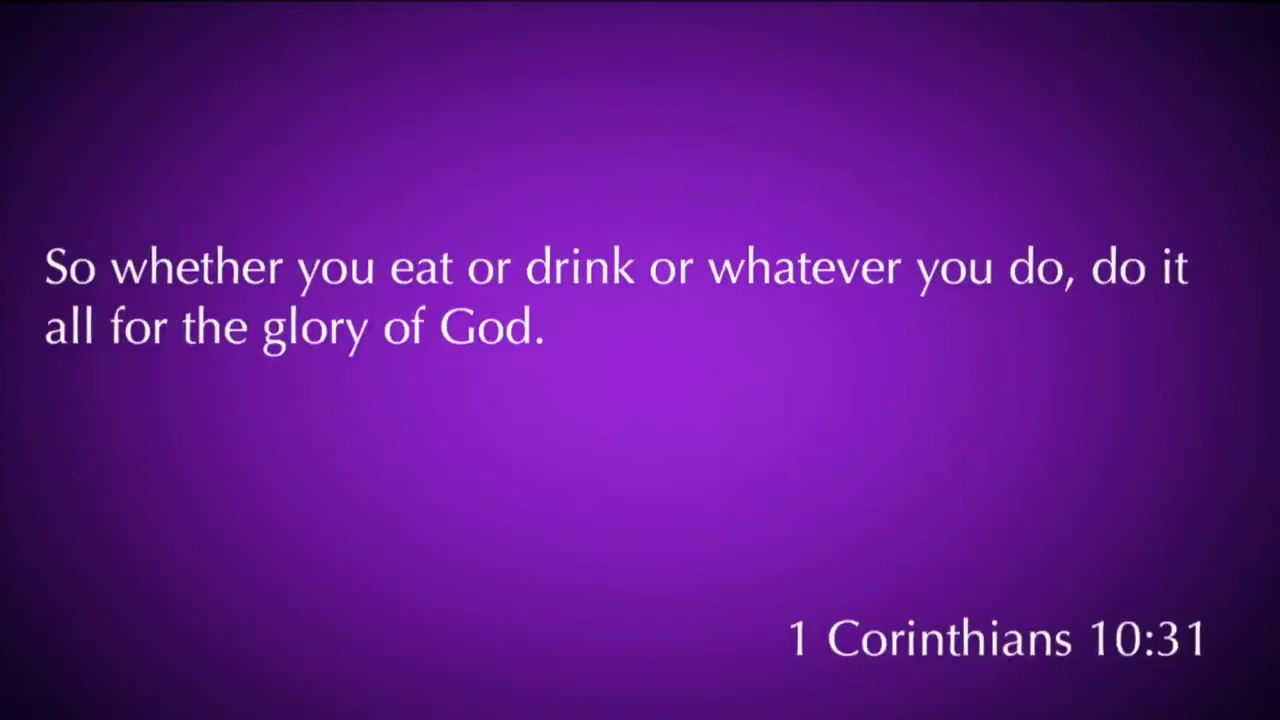 So whether you eat or drink or whatever you do, do it
all for the glory of God.
1 Corinthians 10:31